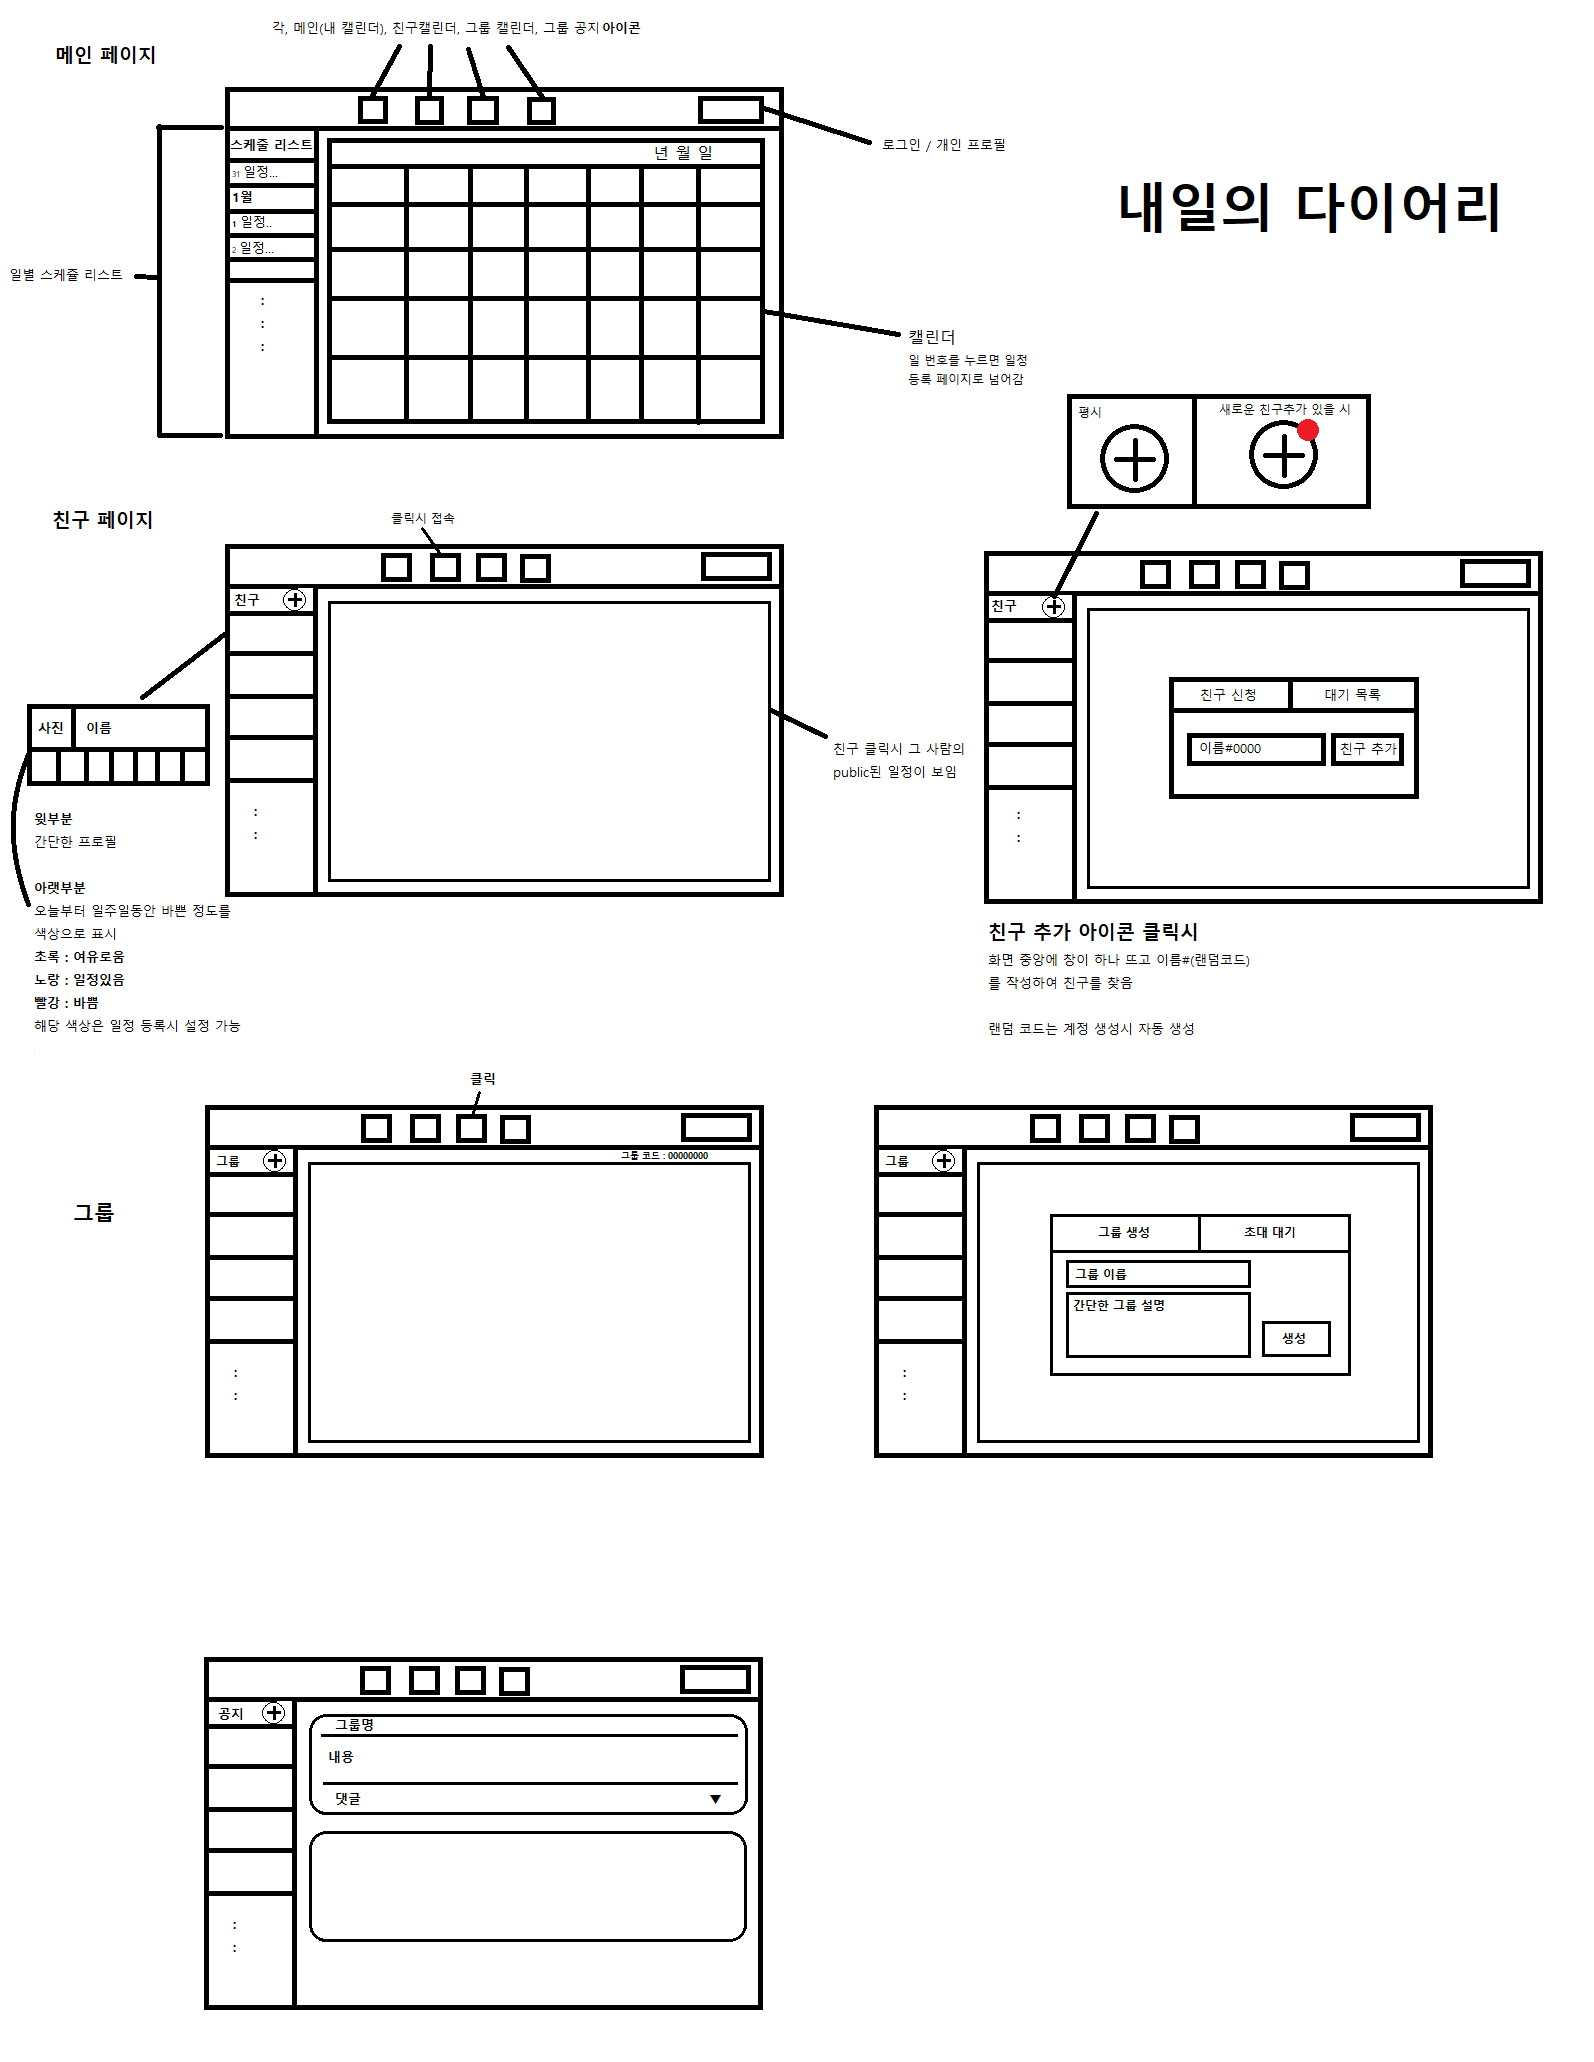 각, 메인(내 캘린더), 친구캘린더, 그룹 캘린더, 그룹 공지 아이콘
메인 페이지
로그인 / 개인 프로필
스케줄 리스트
31 일정...
1월
1 일정..
2 일정...
:
:
:
년 월 일
내일의 다이어리
일별 스케쥴 리스트
캘린더
일 번호를 누르면 일정
등록 페이지로 넘어감
평시
새로운 친구추가 있을 시
친구 페이지
클릭시 접속
친구
:
:
사진
이름
윗부분
간단한 프로필
아랫부분
오늘부터 일주일동안 바쁜 정도를
색상으로 표시
초록 : 여유로움
노랑 : 일정있음
빨강 : 바쁨
해당 색상은 일정 등록시 설정 가능
친구 클릭시 그 사람의
public된 일정이 보임
친구
친구 신청
대기 목록
이름#0000
친구 추가
:
:
친구 추가 아이콘 클릭시
화면 중앙에 창이 하나 뜨고 이름#(랜덤코드)
를 작성하여 친구를 찾음
랜덤 코드는 계정 생성시 자동 생성
클릭
그룹
그룹
그룹 코드 : 00000000
:
:
그룹
그룹 생성
초대 대기
그룹 이름
간단한 그룹 설명
생성
:
:
공지
그룹명
내용
댓글 ▼
:
: